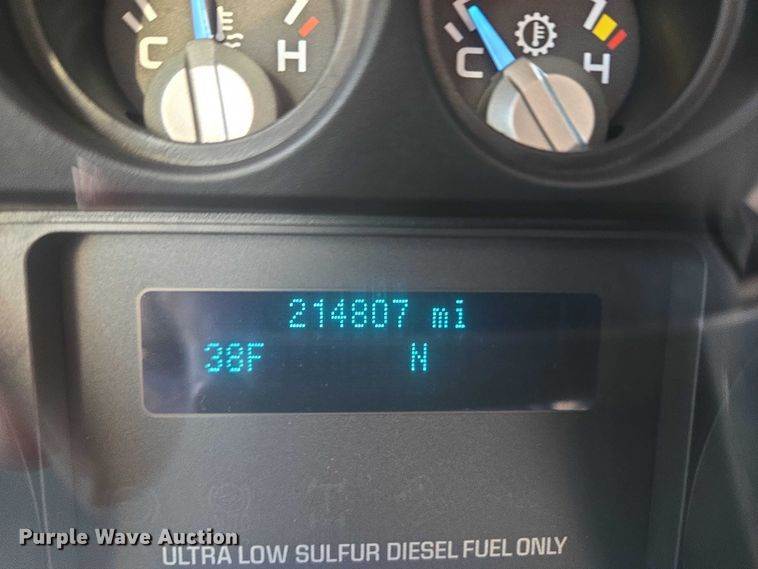 C H C H
214807 mi
38F N
Purple Wave Auction
ULTRA LOW SULFUR DIESEL FUEL ONLY